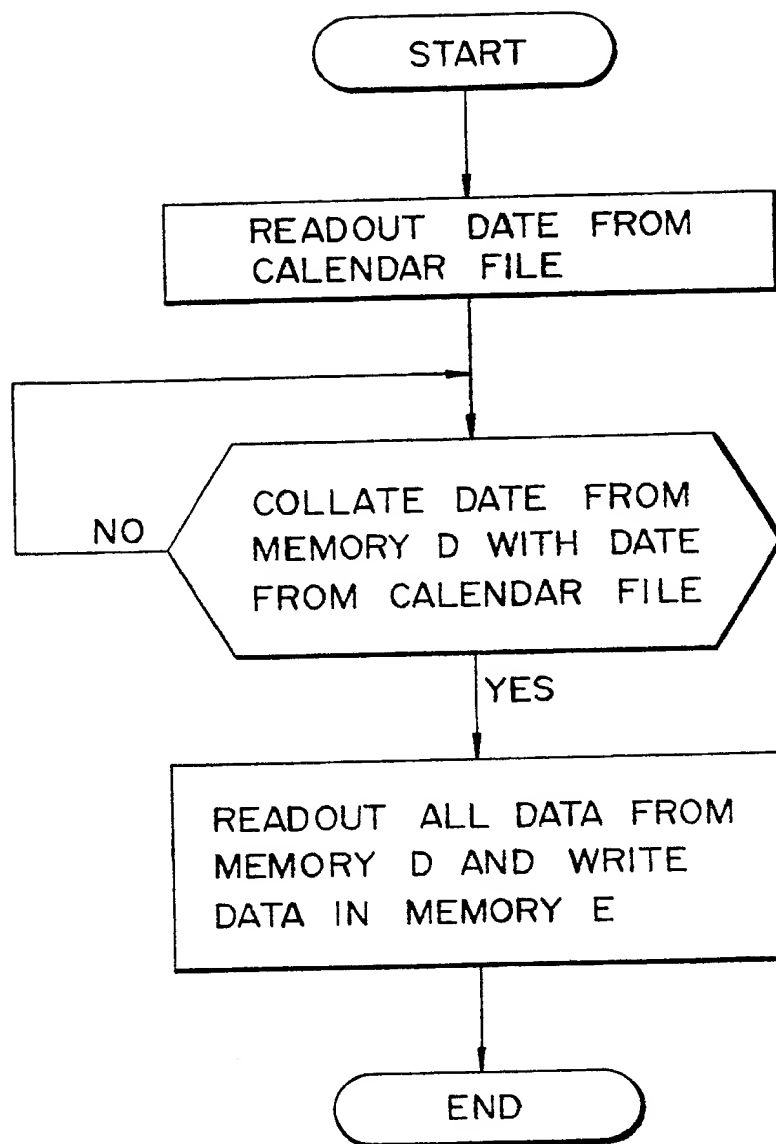 START
READOUT DATE FROM
CALENDAR FILE
COLLATE DATE FROM
MEMORY D WITH DATE
FROM CALENDAR FILE
NO
YES
READOUT ALL DATA FROM
MEMORY D AND WRITE
DATA IN MEMORY E
END